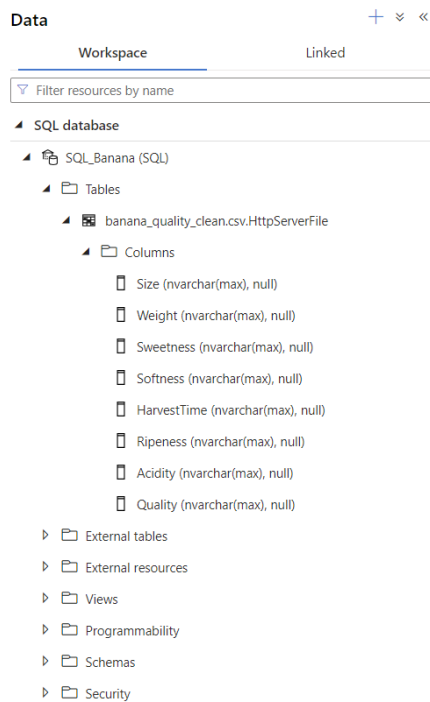 Data
Workspace Linked
Filter resources by name
SQL database
SQL_Banana (SQL)
Tables
banana_quality_clean.csv.HttpServerFile
Columns
Size (nvarchar(max), null)
Weight (nvarchar(max), null)
Sweetness (nvarchar(max), null)
Softness (nvarchar(max), null)
HarvestTime (nvarchar(max), null)
Ripeness (nvarchar(max), null)
Acidity (nvarchar(max), null)
Quality (nvarchar(max), null)
External tables
External resources
Views
Programmability
Schemas
Security